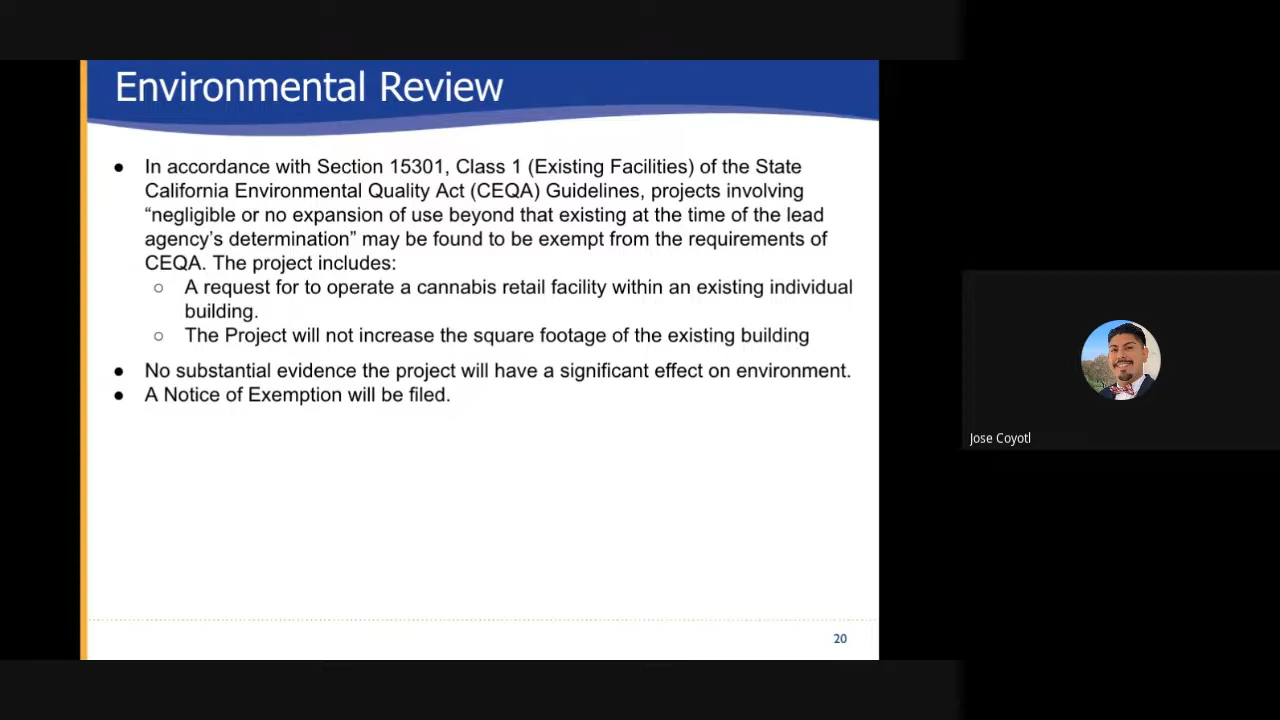 Environmental Review
● In accordance with Section 15301, Class 1 (Existing Facilities) of the State
California Environmental Quality Act (CEQA) Guidelines, projects involving
“negligible or no expansion of use beyond that existing at the time of the lead
agency’s determination” may be found to be exempt from the requirements of
CEQA. The project includes:
○ A request for to operate a cannabis retail facility within an existing individual
building.
○ The Project will not increase the square footage of the existing building
● No substantial evidence the project will have a significant effect on environment.
● A Notice of Exemption will be filed.
20
Jose Coyotl